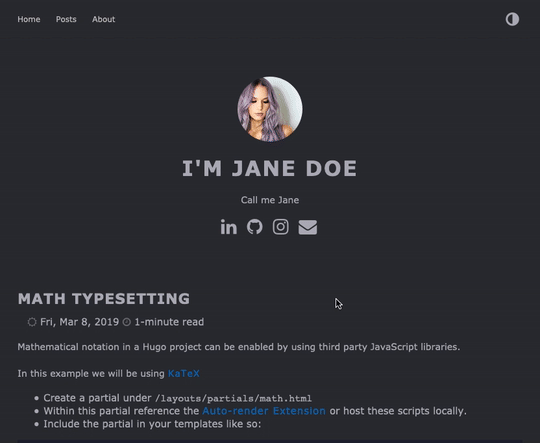 Home Posts About
I'M JANE DOE
Call me Jane
MATH TYPESETTING
Fri, Mar 8, 2019 1-minute read
Mathematical notation in a Hugo project can be enabled by using third party JavaScript libraries.
In this example we will be using KaTeX
• Create a partial under /layouts/partials/math.html
• Within this partial reference the Auto-render Extension or host these scripts locally.
• Include the partial in your templates like so: